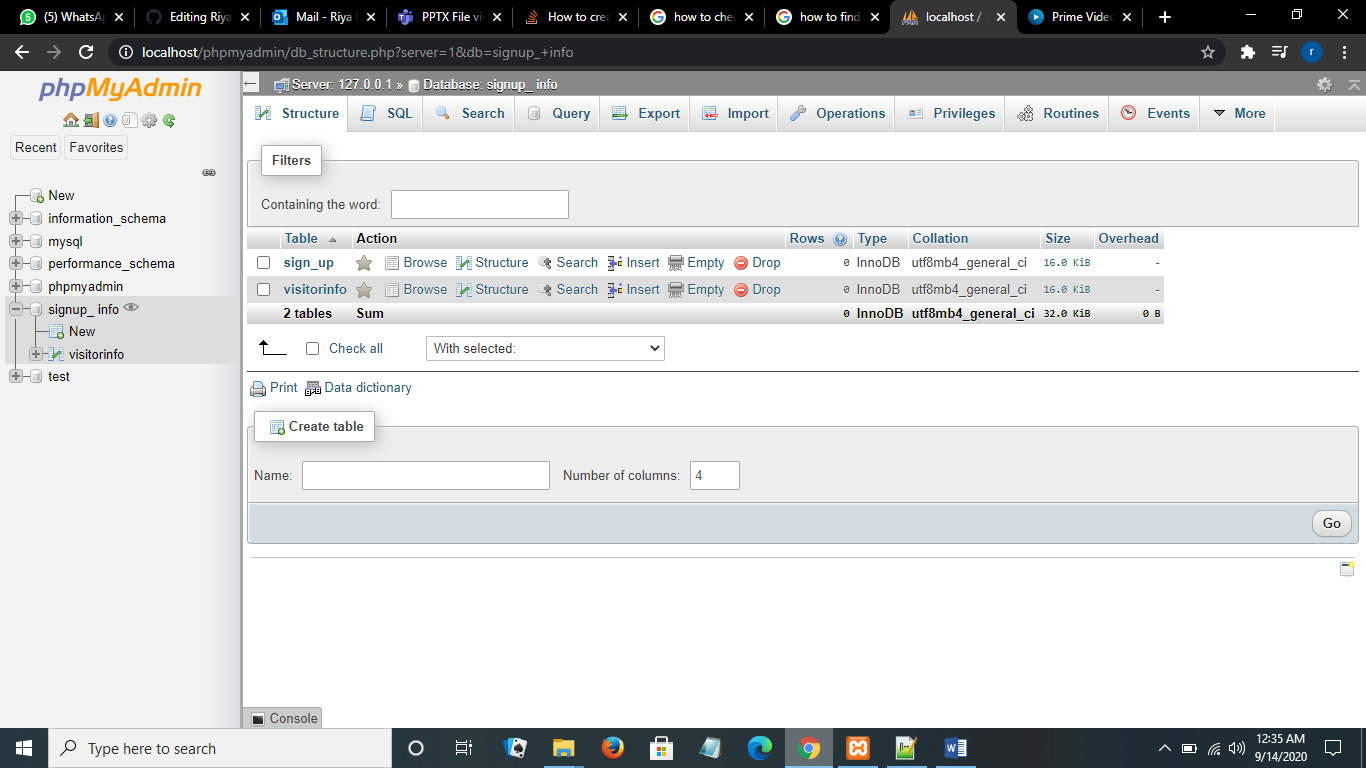 (5) WhatsA
Editing Riya
Mail - Riya
PPTX File vi
How to crea
how to che
how to find
localhost /
Prime Video
localhost/phpmyadmin/db_structure.php?server=1&db=signup_+info
r
phpMyAdmin
Recent Favorites
New
information_schema
mysql
performance_schema
phpmyadmin
signup_ info
New
visitorinfo
test
Server: 127.0.0.1 » Database: signup_ info
Structure SQL Search Query Export Import Operations Privileges Routines Events More
Filters
Containing the word:
Table Action Rows Type Collation Size Overhead
sign_up Browse Structure Search Insert Empty Drop 0 InnoDB utf8mb4_general_ci 16.0 KiB -
visitorinfo Browse Structure Search Insert Empty Drop 0 InnoDB utf8mb4_general_ci 16.0 KiB -
2 tables Sum 0 InnoDB utf8mb4_general_ci 32.0 KiB 0 B
Check all With selected:
Print Data dictionary
Create table
Name: Number of columns: 4
Go
Console
Type here to search
12:35 AM
9/14/2020